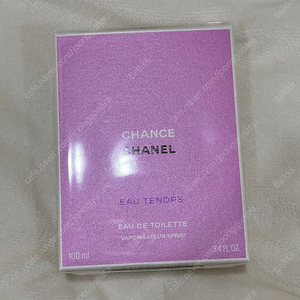 CHANCE
CHANEL
EAU TENDRE
EAU DE TOILETTE
VAPORISATEUR SPRAY
100 ml 3.4 FL. OZ